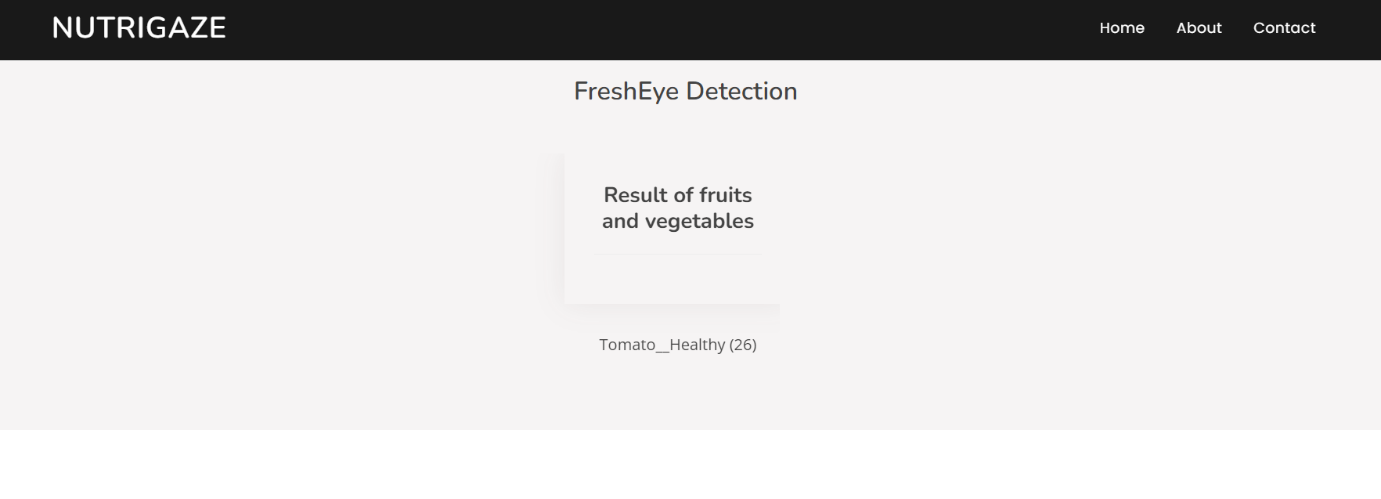 NUTRIGAZE
Home About Contact
FreshEye Detection
Result of fruits
and vegetables
Tomato__Healthy (26)